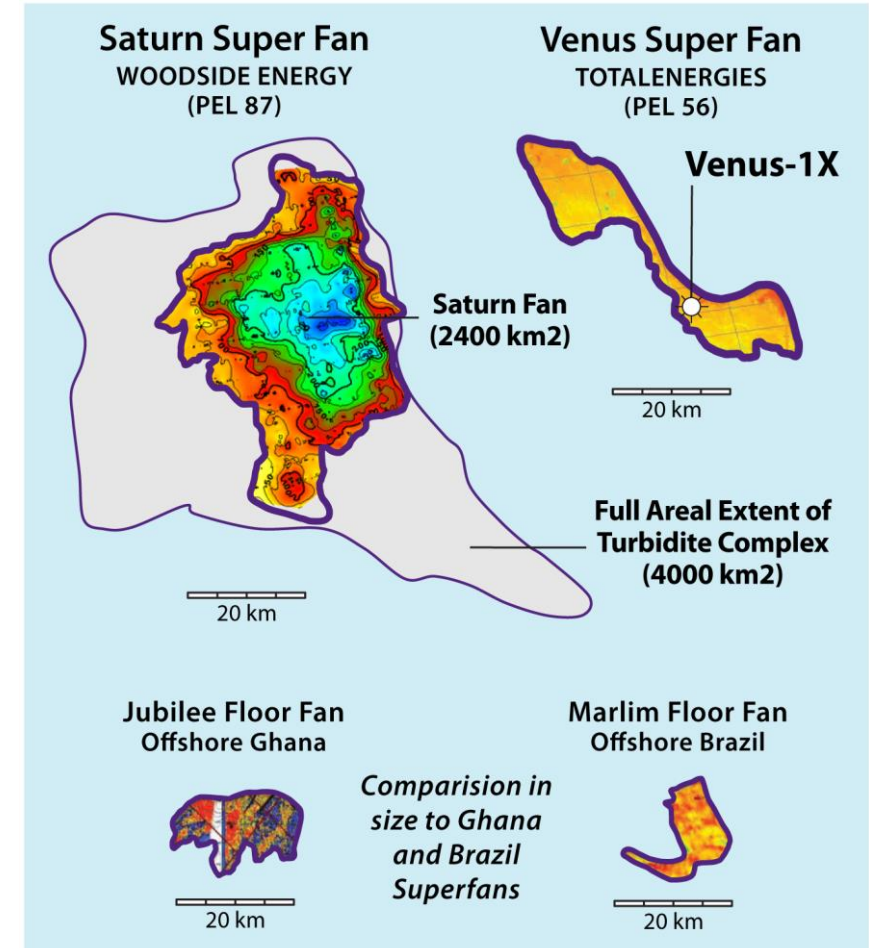 Saturn Super Fan
WOODSIDE ENERGY
(PEL 87)
Venus Super Fan
TOTALENERGIES
(PEL 56)
Venus-1X
Saturn Fan
(2400 km2)
20 km
Full Areal Extent of
Turbidite Complex
(4000 km2)
20 km
Jubilee Floor Fan
Offshore Ghana
Marlim Floor Fan
Offshore Brazil
Comparision in
size to Ghana
and Brazil
Superfans
20 km
20 km